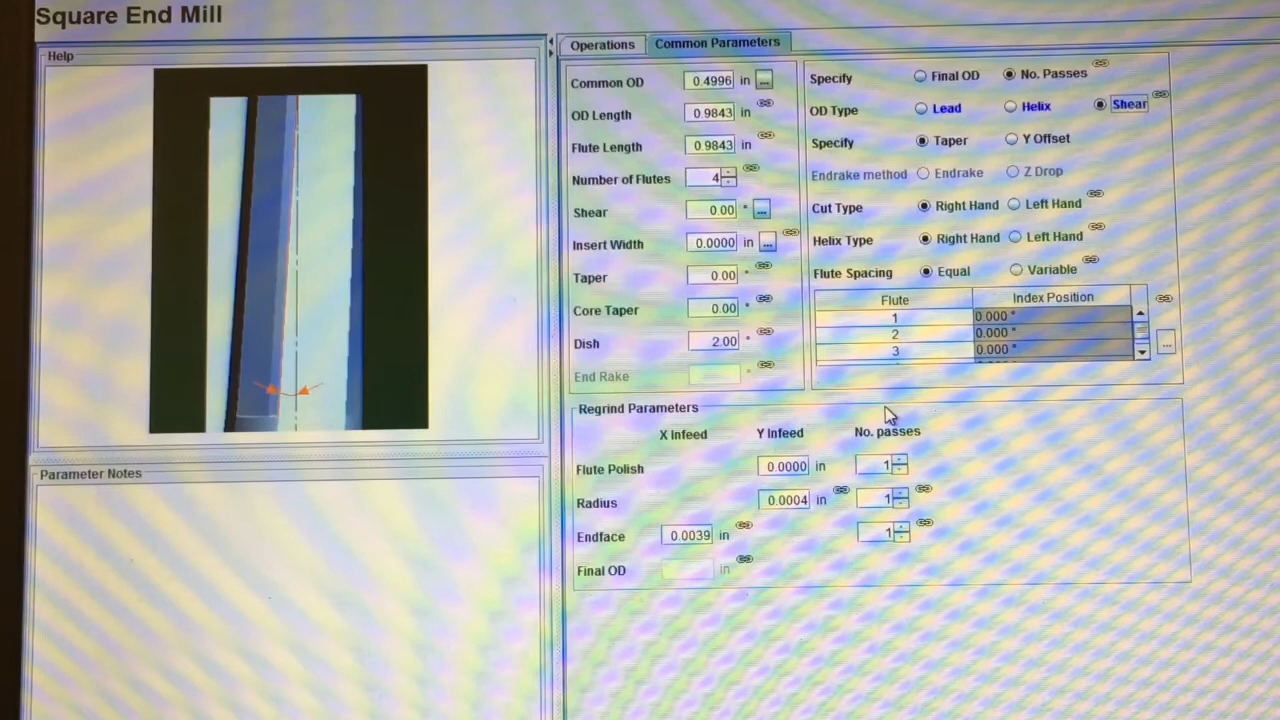 Square End Mill
Help
Parameter Notes
Operations Common Parameters
Common OD 0.4996 in ...
OD Length 0.9843 in
Flute Length 0.9843 in
Number of Flutes 4
Shear 0.00 ° ...
Insert Width 0.0000 in ...
Taper 0.00 °
Core Taper 0.00 °
Dish 2.00 °
End Rake °
Specify Final OD No. Passes
OD Type Lead Helix Shear
Specify Taper Y Offset
Endrake method Endrake Z Drop
Cut Type Right Hand Left Hand
Helix Type Right Hand Left Hand
Flute Spacing Equal Variable
Flute Index Position
1 0.000 °
2 0.000 °
3 0.000 °
...
Regrind Parameters
X Infeed Y Infeed No. passes
Flute Polish 0.0000 in 1
Radius 0.0004 in 1
Endface 0.0039 in 1
Final OD in